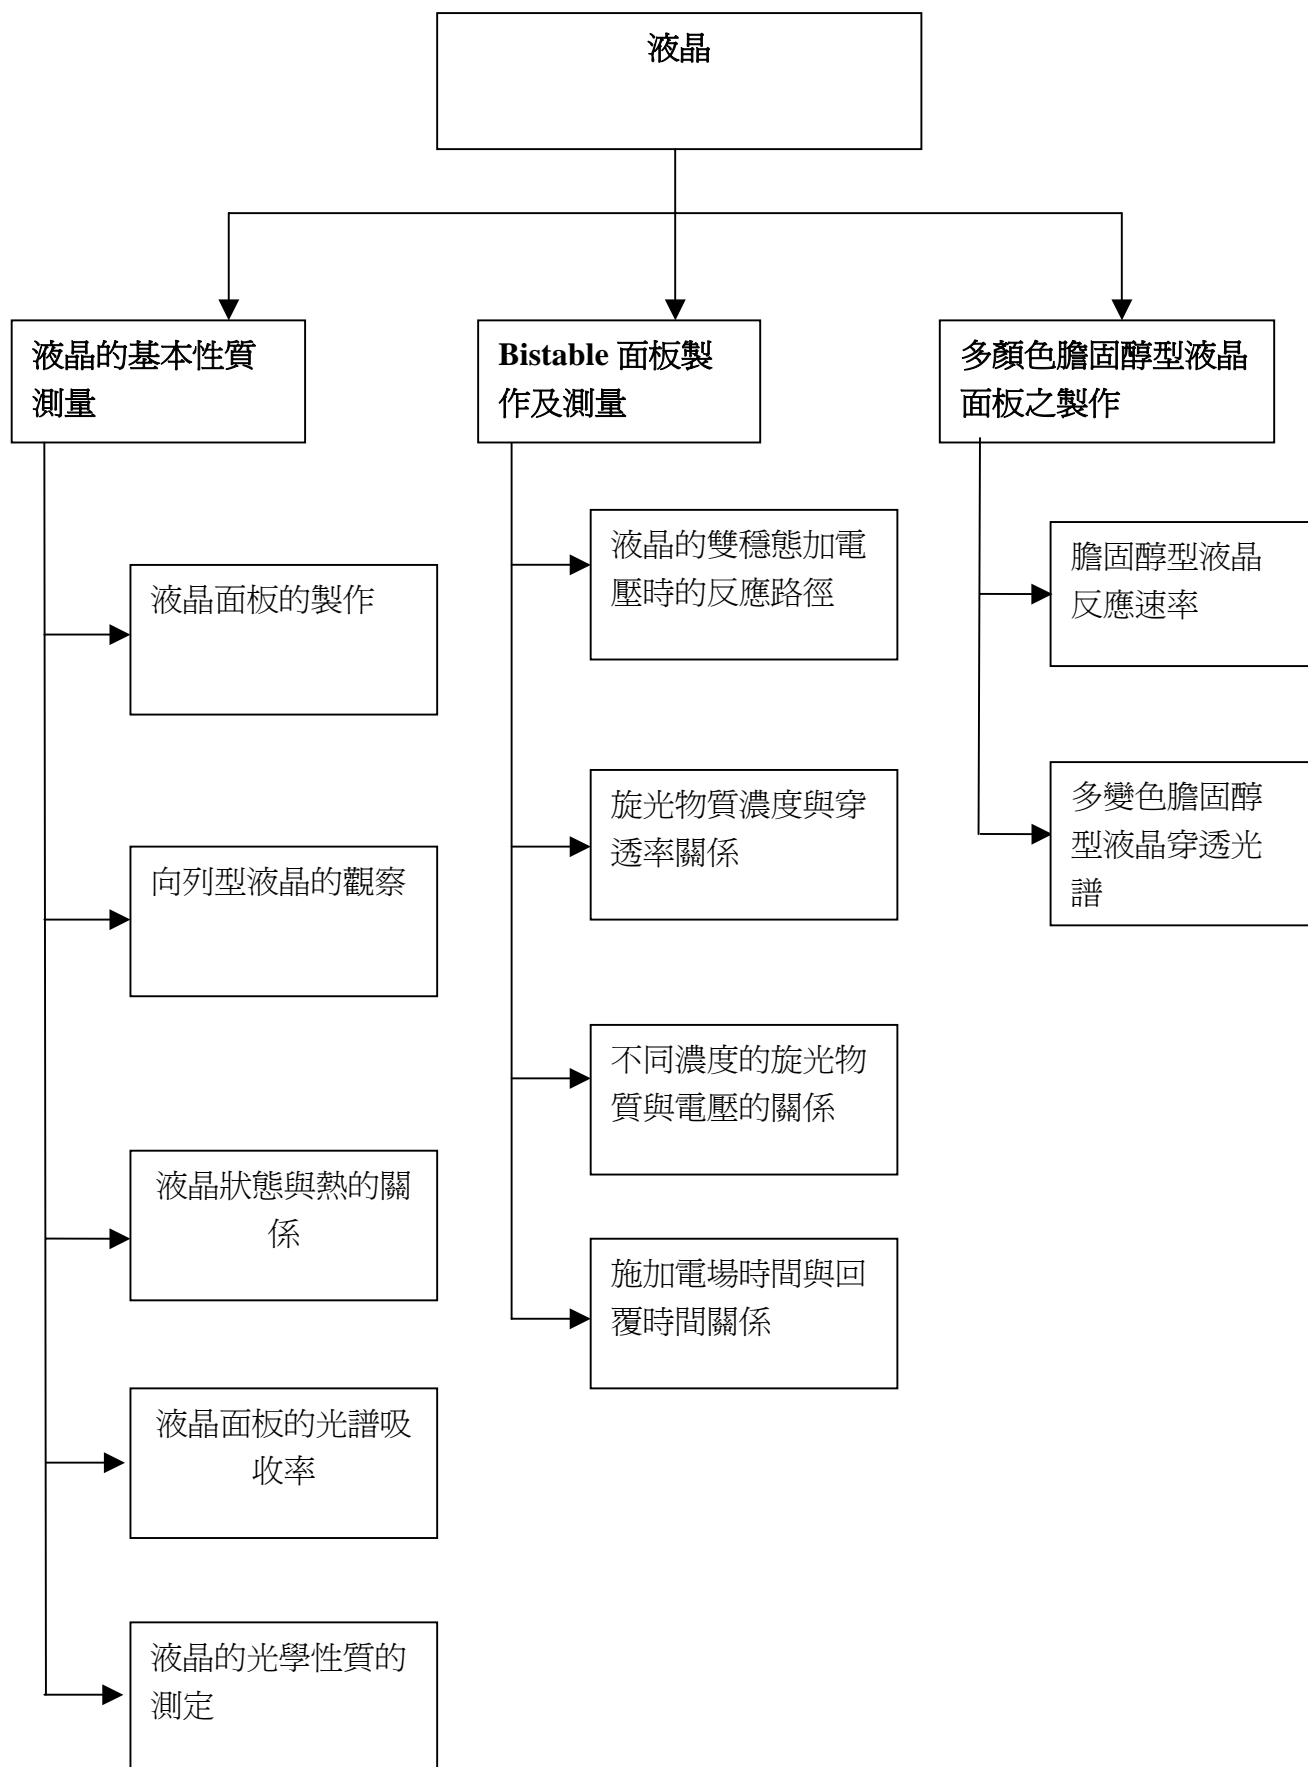 液晶
液晶的基本性質
測量
液晶面板的製作
向列型液晶的觀察
液晶狀態與熱的關
係
液晶面板的光譜吸
收率
液晶的光學性質的
測定
Bistable 面板製
作及測量
液晶的雙穩態加電
壓時的反應路徑
旋光物質濃度與穿
透率關係
不同濃度的旋光物
質與電壓的關係
施加電場時間與回
覆時間關係
多顏色膽固醇型液晶
面板之製作
膽固醇型液晶
反應速率
多變色膽固醇
型液晶穿透光
譜